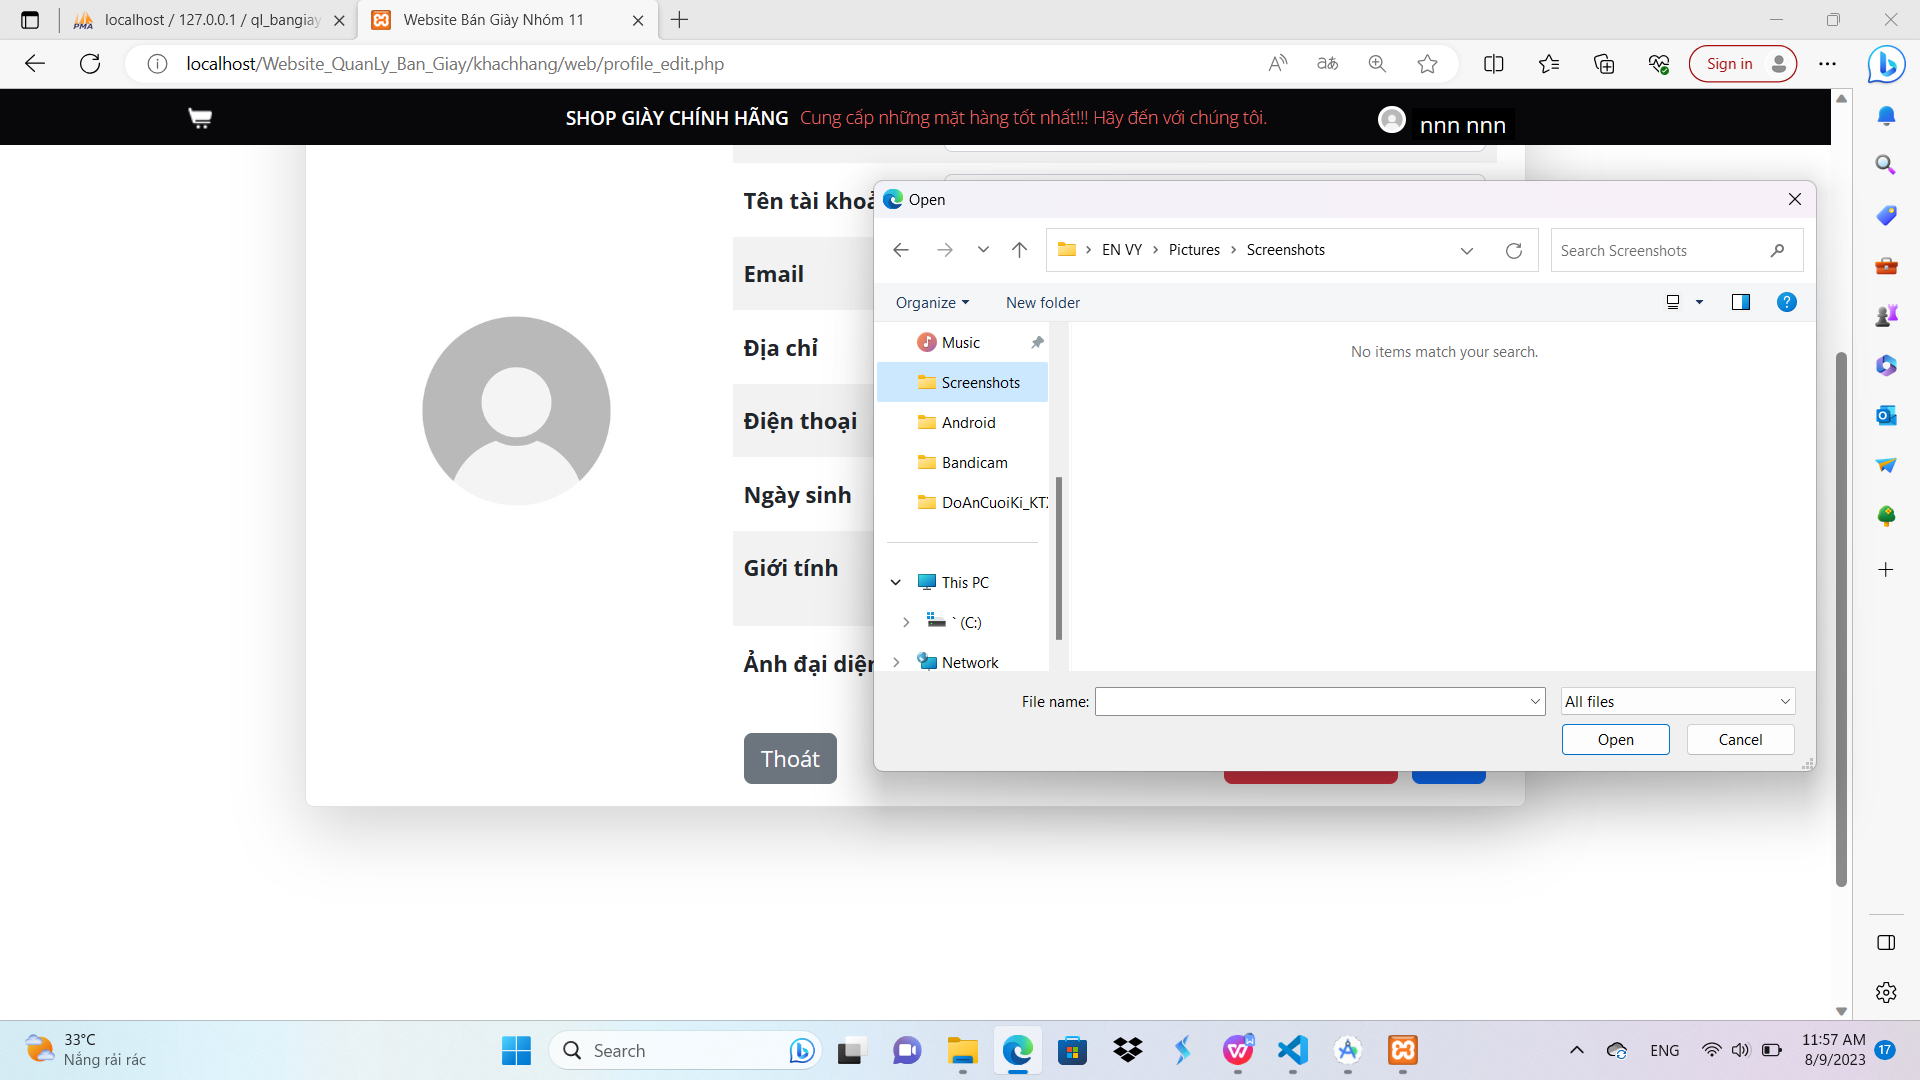 localhost / 127.0.0.1 / ql_bangiay
Website Bán Giày Nhóm 11
localhost/Website_QuanLy_Ban_Giay/khachhang/web/profile_edit.php
Sign in
SHOP GIÀY CHÍNH HÃNG Cung cấp những mặt hàng tốt nhất!!! Hãy đến với chúng tôi.
nnn nnn
Tên tài khoả
Email
Địa chỉ
Điện thoại
Ngày sinh
Giới tính
Ảnh đại diện
Thoát
Open
EN VY
Pictures
Screenshots
Search Screenshots
Organize
New folder
Music
Screenshots
Android
Bandicam
DoAnCuoiKi_KTX
This PC
` (C:)
Network
No items match your search.
File name:
All files
Open
Cancel
33°C
Nắng rải rác
Search
ENG
11:57 AM
8/9/2023
17